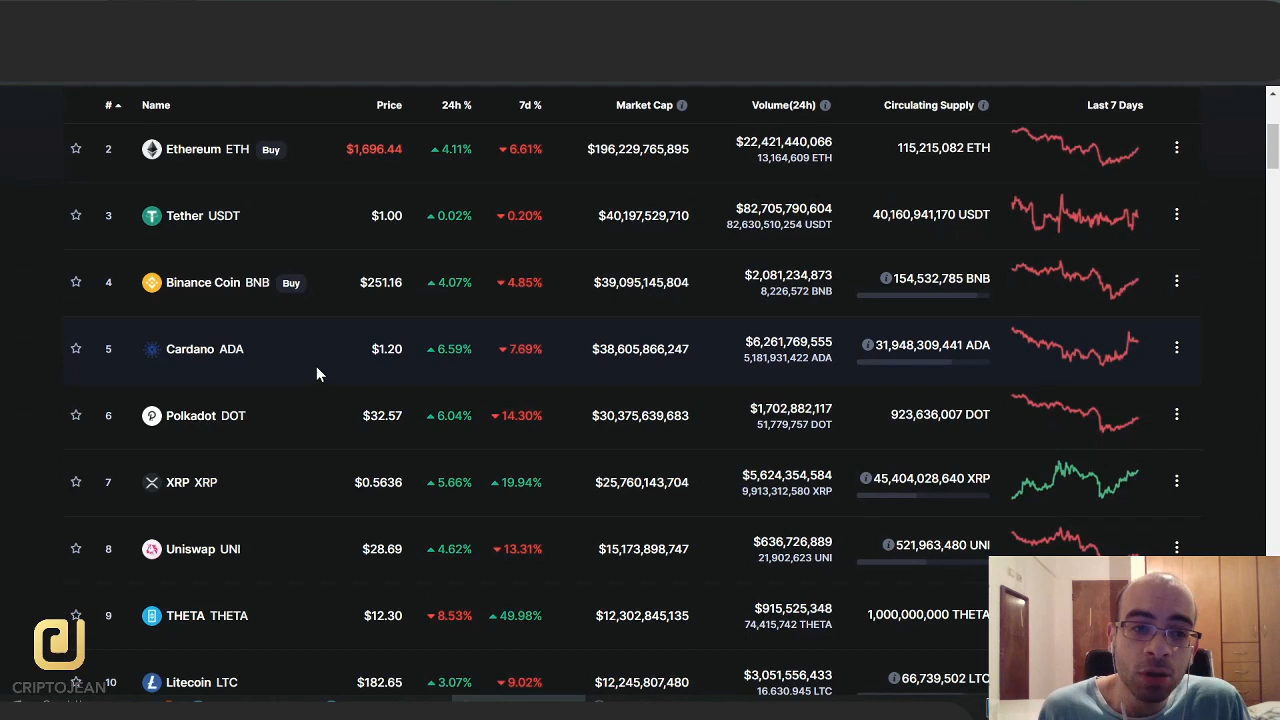 # Name Price 24h % 7d % Market Cap Volume(24h) Circulating Supply Last 7 Days
2 Ethereum ETH Buy $1,696.44 4.11% 6.61% $196,229,765,895 $22,421,440,066 115,215,082 ETH
13,164,609 ETH
3 Tether USDT $1.00 0.02% 0.20% $40,197,529,710 $82,705,790,604 40,160,941,170 USDT
82,630,510,254 USDT
4 Binance Coin BNB Buy $251.16 4.07% 4.85% $39,095,145,804 $2,081,234,873 154,532,785 BNB
8,226,572 BNB
5 Cardano ADA $1.20 6.59% 7.69% $38,605,866,247 $6,261,769,555 31,948,309,441 ADA
5,181,931,422 ADA
6 Polkadot DOT $32.57 6.04% 14.30% $30,375,639,683 $1,702,882,117 923,636,007 DOT
51,779,757 DOT
7 XRP XRP $0.5636 5.66% 19.94% $25,760,143,704 $5,624,354,584 45,404,028,640 XRP
9,913,312,580 XRP
8 Uniswap UNI $28.69 4.62% 13.31% $15,173,898,747 $636,726,889 521,963,480 UNI
21,902,623 UNI
9 THETA THETA $12.30 8.53% 49.98% $12,302,845,135 $915,525,348 1,000,000,000 THETA
74,415,742 THETA
10 Litecoin LTC $182.65 3.07% 9.02% $12,245,807,480 $3,051,556,433 66,739,502 LTC
16,630,945 LTC
CRIPTOJEAN